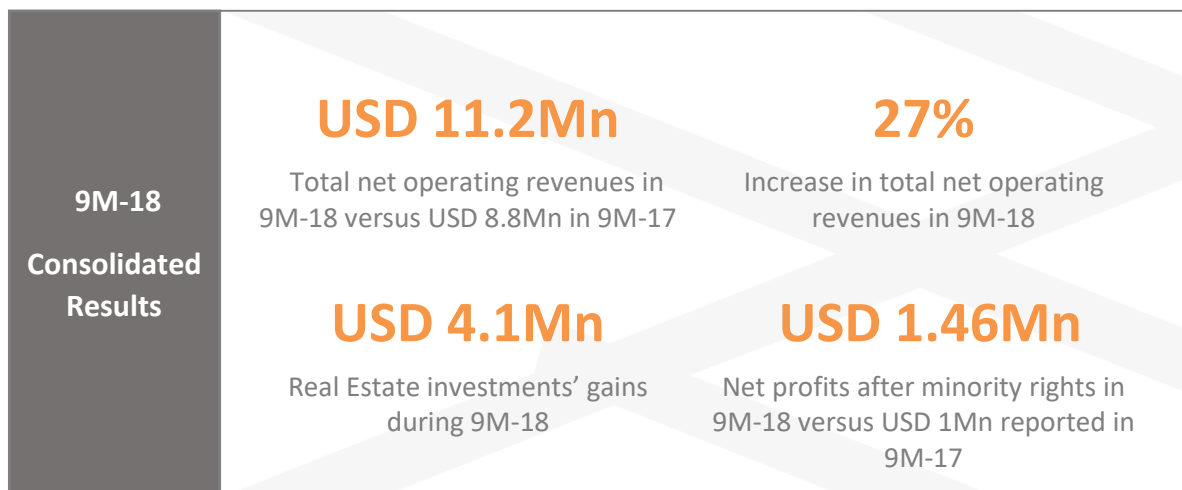 9M-18
Consolidated
Results
USD 11.2Mn
Total net operating revenues in
9M-18 versus USD 8.8Mn in 9M-17
27%
Increase in total net operating
revenues in 9M-18
USD 4.1Mn
Real Estate investments’ gains
during 9M-18
USD 1.46Mn
Net profits after minority rights in
9M-18 versus USD 1Mn reported in
9M-17